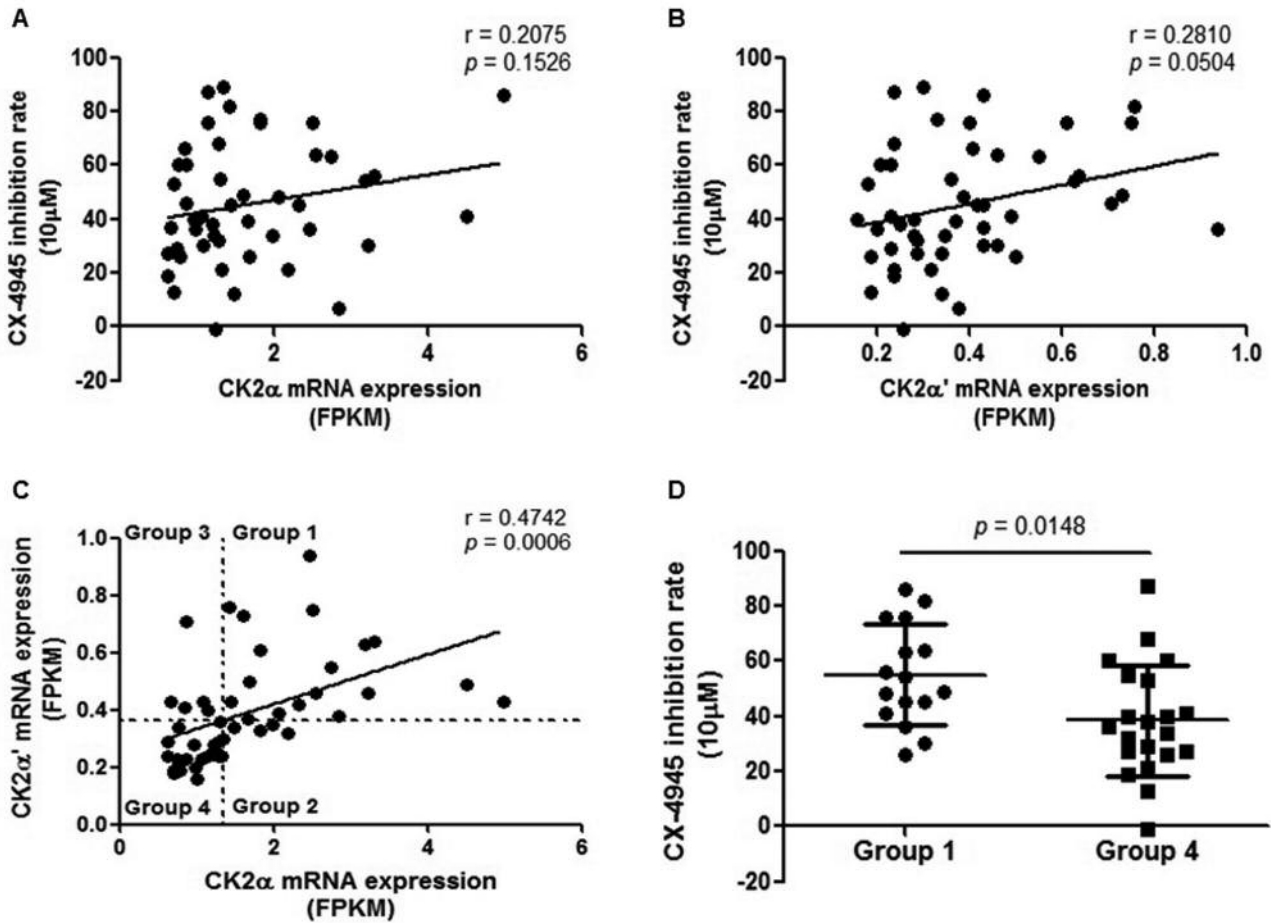 A
r = 0.2075
p = 0.1526
CX-4945 inhibition rate
(10µM)
100
80
60
40
20
0
-20
2
4
6
CK2α mRNA expression
(FPKM)
B
r = 0.2810
p = 0.0504
CX-4945 inhibition rate
(10µM)
100
80
60
40
20
0
-20
0.2
0.4
0.6
0.8
1.0
CK2α' mRNA expression
(FPKM)
C
r = 0.4742
p = 0.0006
Group 3
Group 1
Group 4
Group 2
CK2α' mRNA expression
(FPKM)
1.0
0.8
0.6
0.4
0.2
0.0
0
2
4
6
CK2α mRNA expression
(FPKM)
D
p = 0.0148
CX-4945 inhibition rate
(10µM)
100
80
60
40
20
0
-20
Group 1
Group 4